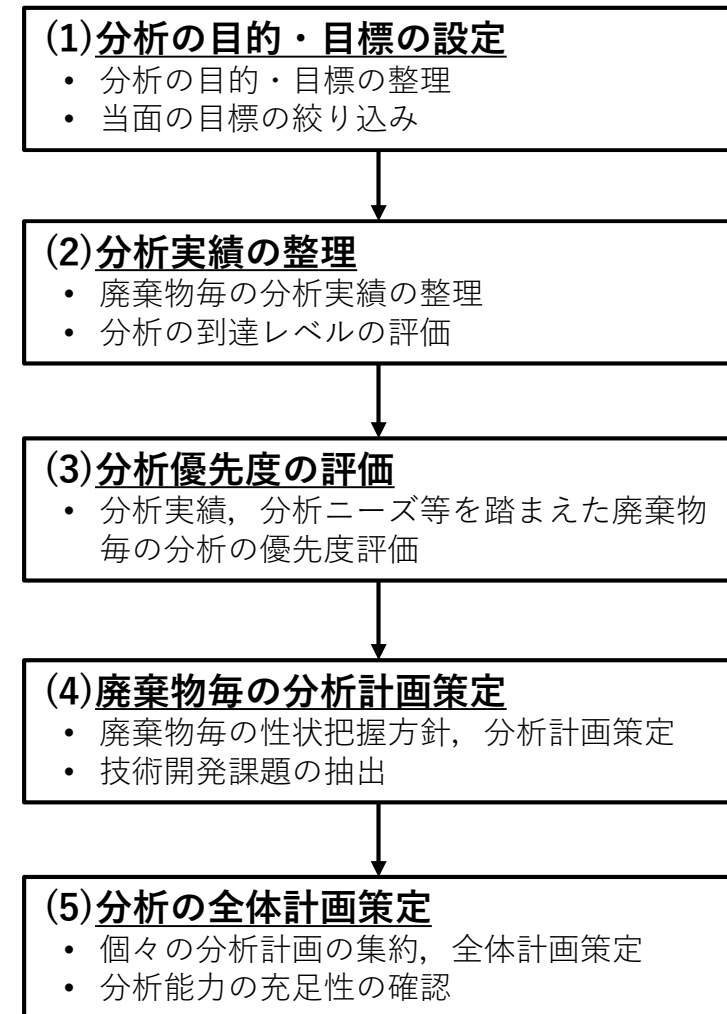 (1)分析の目的・目標の設定
• 分析の目的・目標の整理
• 当面の目標の絞り込み
(2)分析実績の整理
• 廃棄物毎の分析実績の整理
• 分析の到達レベルの評価
(3)分析優先度の評価
• 分析実績，分析ニーズ等を踏まえた廃棄物
毎の分析の優先度評価
(4)廃棄物毎の分析計画策定
• 廃棄物毎の性状把握方針，分析計画策定
• 技術開発課題の抽出
(5)分析の全体計画策定
• 個々の分析計画の集約，全体計画策定
• 分析能力の充足性の確認